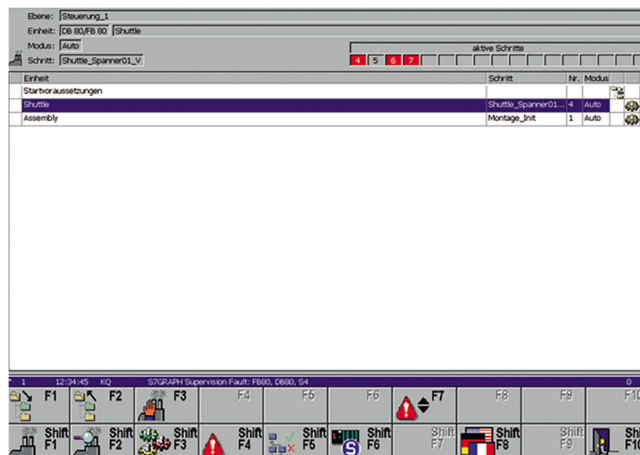 Ebene: Steuerung_1
Einheit: DB 80/FB 80 Shuttle
Modus: Auto
aktive Schritte
Schritt: Shuttle_Spanner01_V
4 5 6 7
Einheit Schritt Nr. Modus
Startvoraussetzungen
Shuttle Shuttle_Spanner01... 4 Auto
Assembly Montage_Init 1 Auto
1 12:34:45 KQ S7GRAPH Supervision Fault: FB80, DB80, S4 0
F1 F2 F3 F4 F5 F6 F7 F8 F9 F10
Shift Shift Shift Shift Shift Shift Shift Shift Shift Shift
F1 F2 F3 F4 F5 F6 F7 F8 F9 F10
S